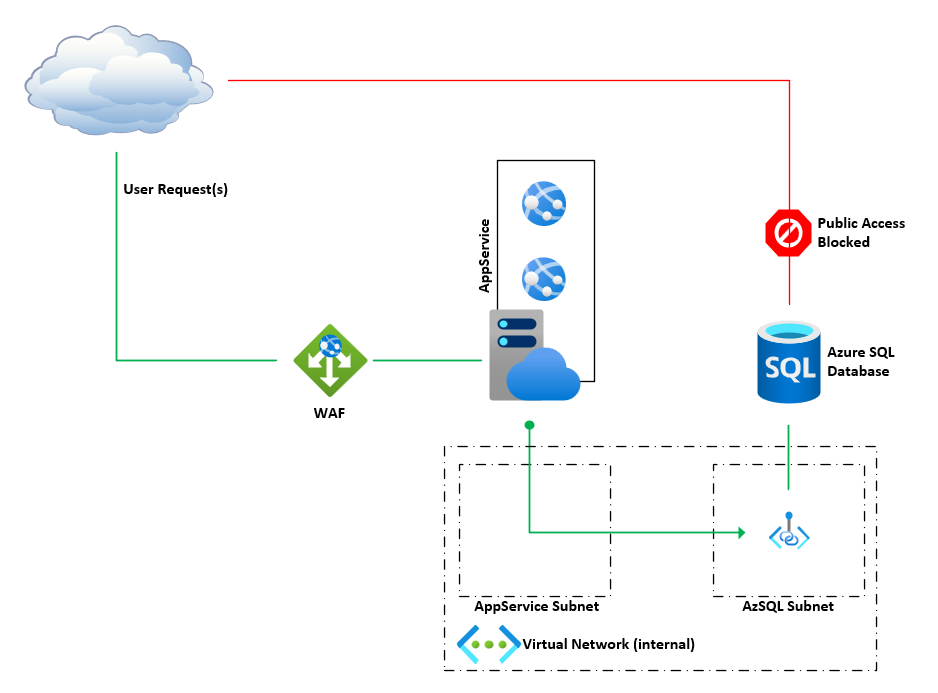 User Request(s)
AppService
Public Access
Blocked
SQL
Azure SQL
Database
WAF
AppService Subnet
AzSQL Subnet
Virtual Network (internal)